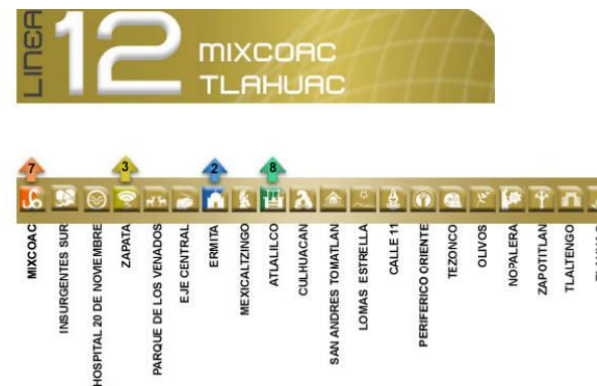 LINEA
12
MIXCOAC
TLAHUAC
7
3
2
8
MIXCOAC
INSURGENTES SUR
HOSPITAL 20 DE NOVIEMBRE
ZAPATA
PARQUE DE LOS VENADOS
EJE CENTRAL
ERMITA
MEXICALTZINGO
ATLALILCO
CULHUACÁN
SAN ANDRES TOMATLAN
LOMAS ESTRELLA
CALLE 11
PERIFERICO ORIENTE
TEZONCO
OLIVOS
NOPALERA
ZAPOTITLÁN
TLALTENGO